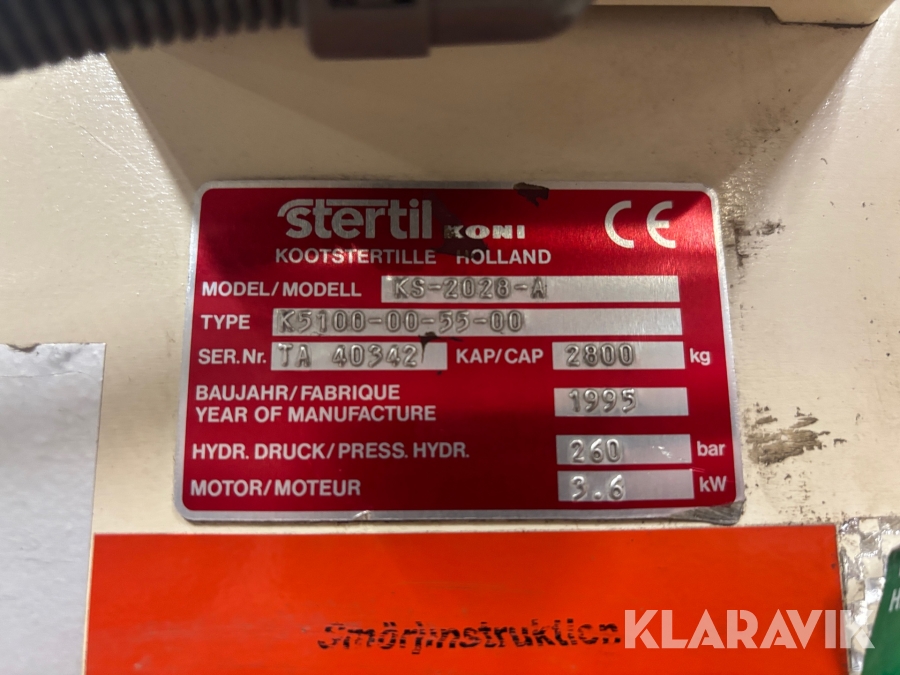 stertil KONI CE
KOOTSTERTILLE HOLLAND
MODEL/MODELL KS-2028-A
TYPE K5100-00-55-00
SER.Nr. TA 40342 KAP/CAP 2800 kg
BAUJAHR/FABRIQUE
YEAR OF MANUFACTURE 1995
HYDR. DRUCK/PRESS. HYDR. 260 bar
MOTOR/MOTEUR 3.6 kW
Smörjinstruktion
KLARAVIK